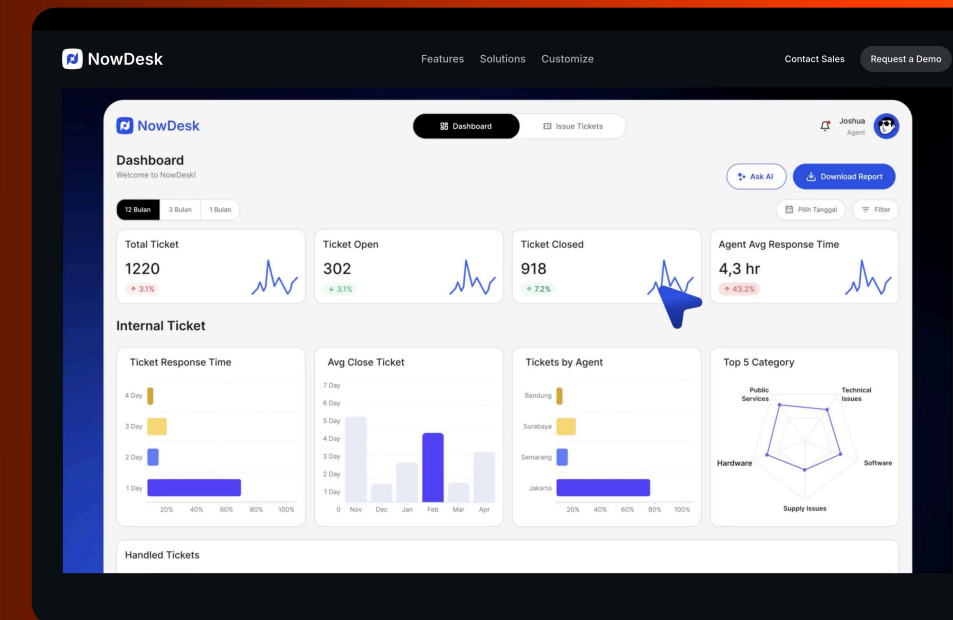 NowDesk
Features Solutions Customize
Contact Sales
Request a Demo
NowDesk
Dashboard
Issue Tickets
Joshua
Agent
Dashboard
Welcome to NowDesk!
Ask AI
Download Report
12 Bulan
3 Bulan
1 Bulan
Pilih Tanggal
Filter
Total Ticket
1220
↑ 3.1%
Ticket Open
302
↓ 3.1%
Ticket Closed
918
↑ 7.2%
Agent Avg Response Time
4,3 hr
↑ 43.2%
Internal Ticket
Ticket Response Time
4 Day
3 Day
2 Day
1 Day
20% 40% 60% 80% 100%
Avg Close Ticket
7 Day
6 Day
5 Day
4 Day
3 Day
2 Day
1 Day
0 Nov Dec Jan Feb Mar Apr
Tickets by Agent
Bandung
Surabaya
Semarang
Jakarta
20% 40% 60% 80% 100%
Top 5 Category
Public
Services
Technical
Issues
Hardware
Software
Supply Issues
Handled Tickets